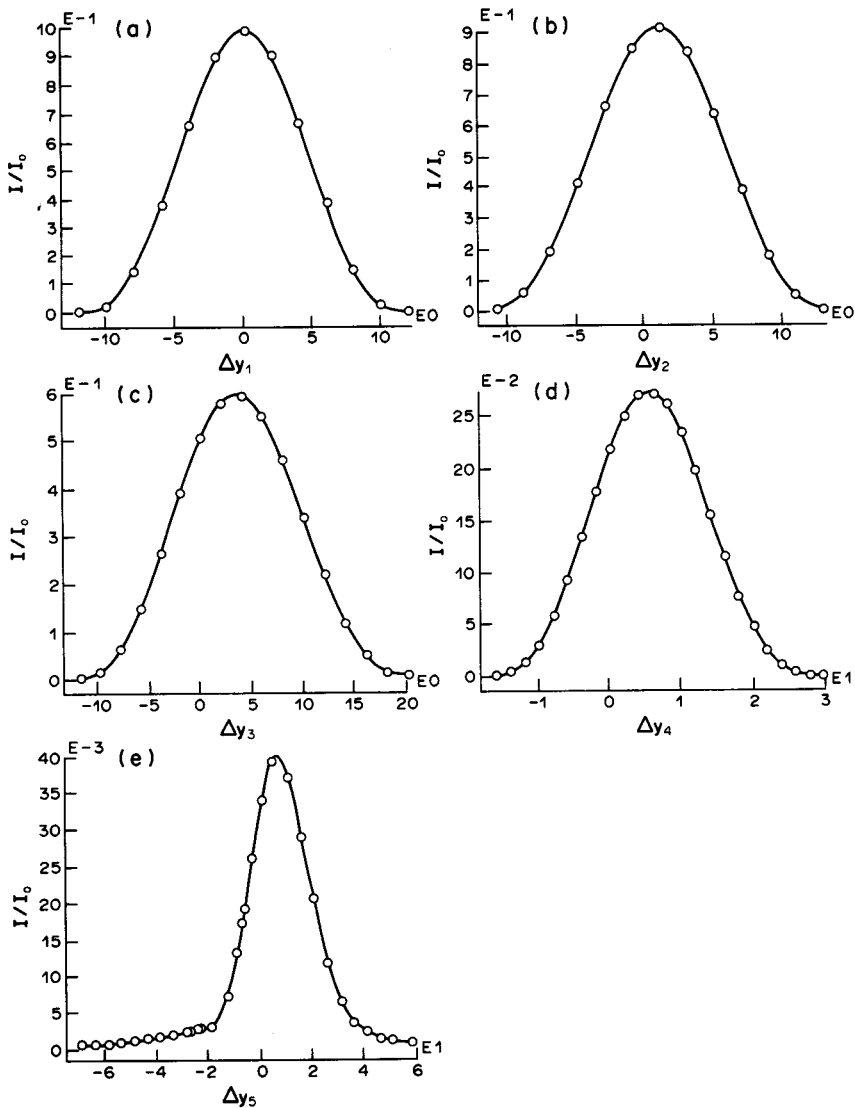 E-1 (a)
10
9
8
7
6
5
4
3
2
1
0
I/I₀
-10 -5 0 5 10 E0
Δy₁
E-1 (b)
9
8
7
6
5
4
3
2
1
0
I/I₀
-10 -5 0 5 10 E0
Δy₂
E-1 (c)
6
5
4
3
2
1
0
I/I₀
-10 -5 0 5 10 15 20 E0
Δy₃
E-2 (d)
25
20
15
10
5
0
I/I₀
-1 0 1 2 3 E1
Δy₄
E-3 (e)
40
35
30
25
20
15
10
5
0
I/I₀
-6 -4 -2 0 2 4 6 E1
Δy₅